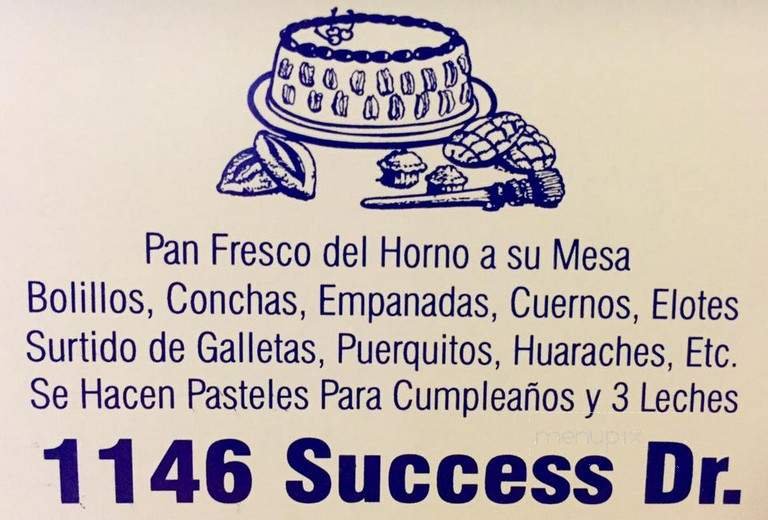 Pan Fresco del Horno a su Mesa
Bolillos, Conchas, Empanadas, Cuernos, Elotes
Surtido de Galletas, Puerquitos, Huaraches, Etc.
Se Hacen Pasteles Para Cumpleaños y 3 Leches
menupix
1146 Success Dr.